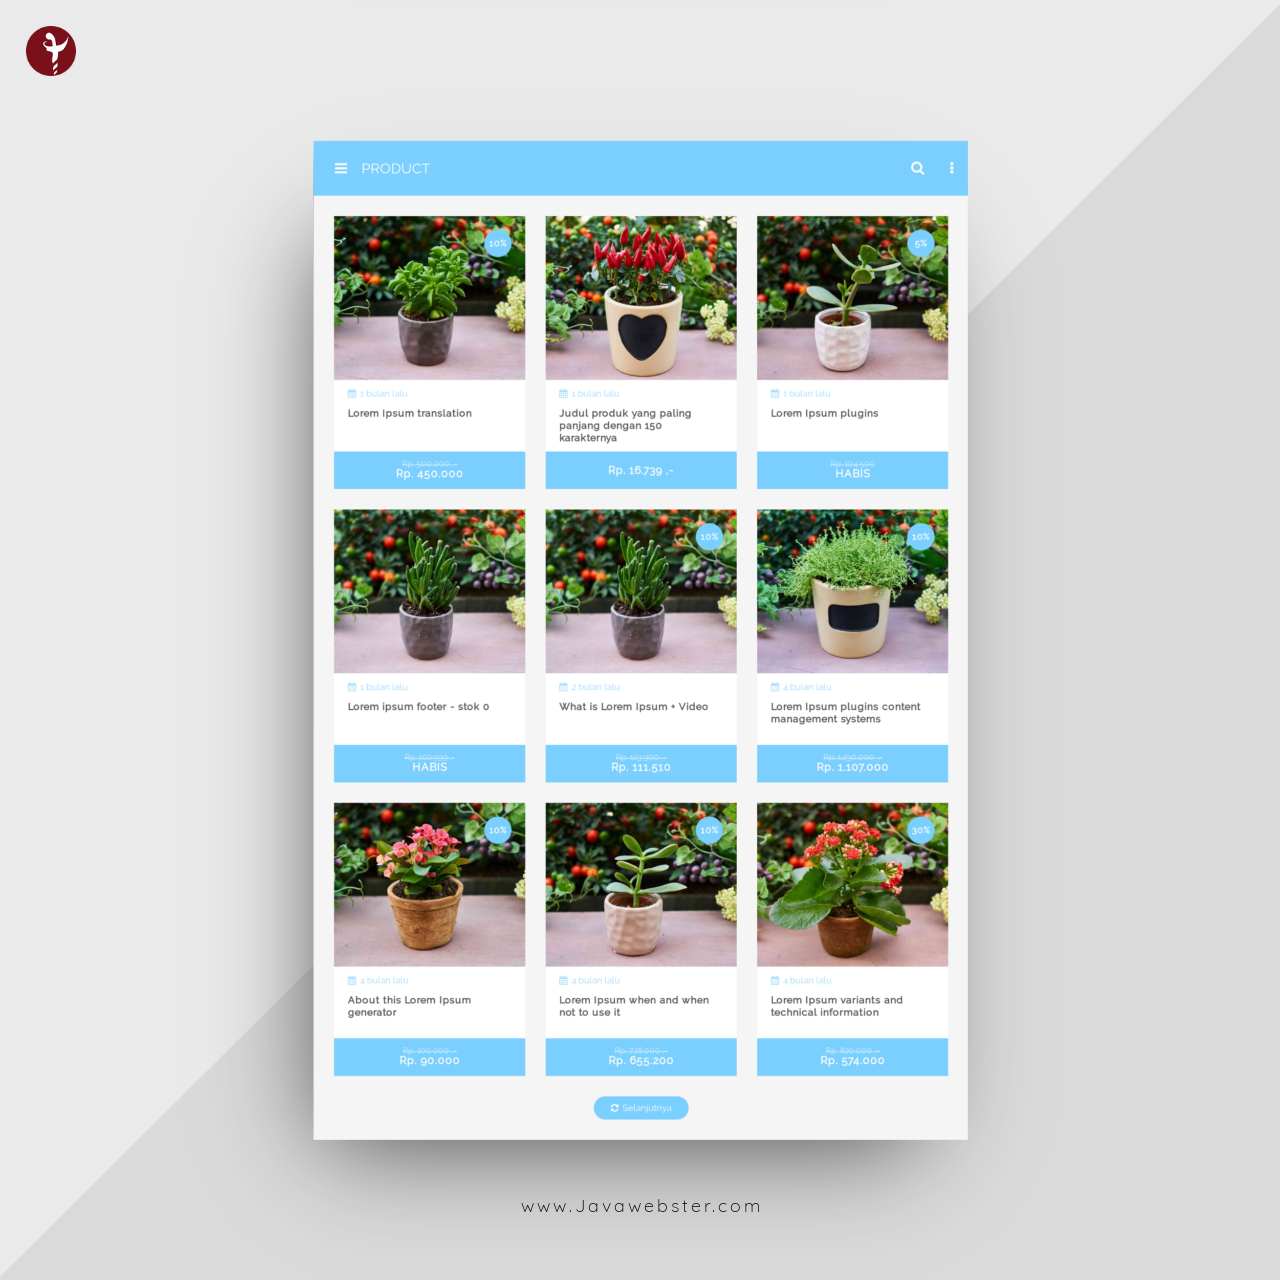 PRODUCT
10%
5%
1 bulan lalu
1 bulan lalu
1 bulan lalu
Lorem Ipsum translation
Judul produk yang paling
panjang dengan 150
karakternya
Lorem Ipsum plugins
Rp. 500.000 ,-
Rp. 450.000
Rp. 16.739 ,-
Rp. 104.500
HABIS
10%
10%
1 bulan lalu
2 bulan lalu
4 bulan lalu
Lorem ipsum footer - stok 0
What is Lorem Ipsum + Video
Lorem Ipsum plugins content
management systems
Rp. 102.999 ,-
HABIS
Rp. 123.900 ,-
Rp. 111.510
Rp. 1.230.000 ,-
Rp. 1.107.000
10%
10%
30%
4 bulan lalu
4 bulan lalu
4 bulan lalu
About this Lorem Ipsum
generator
Lorem Ipsum when and when
not to use it
Lorem Ipsum variants and
technical information
Rp. 100.000 ,-
Rp. 90.000
Rp. 728.000 ,-
Rp. 655.200
Rp. 820.000 ,-
Rp. 574.000
Selanjutnya
www.Javawebster.com